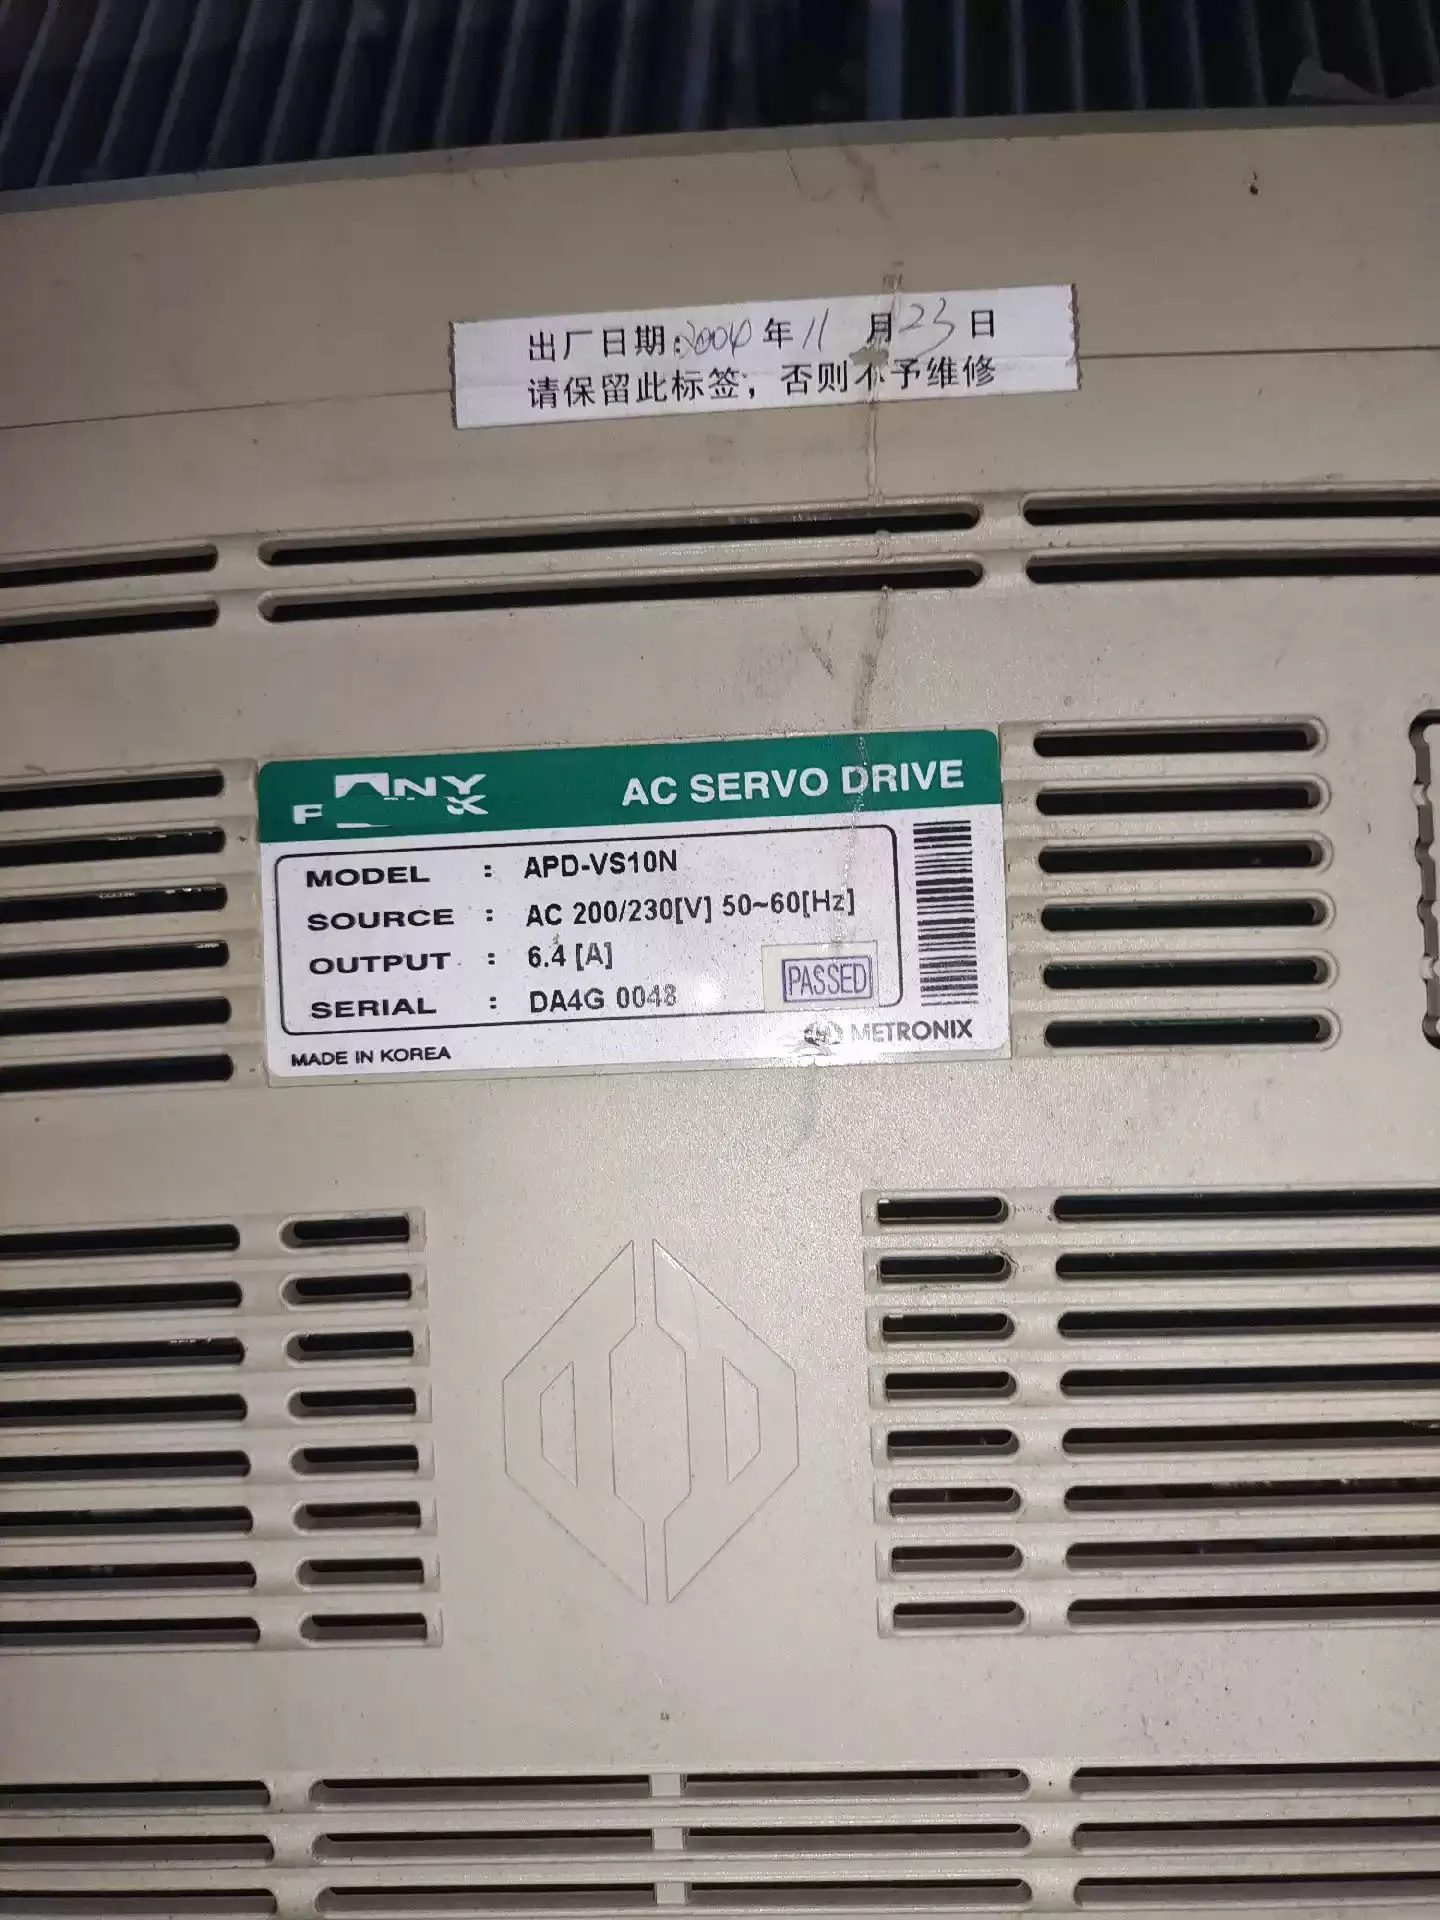 出厂日期:2004年11月23日
请保留此标签，否则不予维修
ANY
AC SERVO DRIVE
MODEL : APD-VS10N
SOURCE : AC 200/230[V] 50~60[Hz]
OUTPUT : 6.4 [A]
SERIAL : DA4G 0048
PASSED
METRONIX
MADE IN KOREA